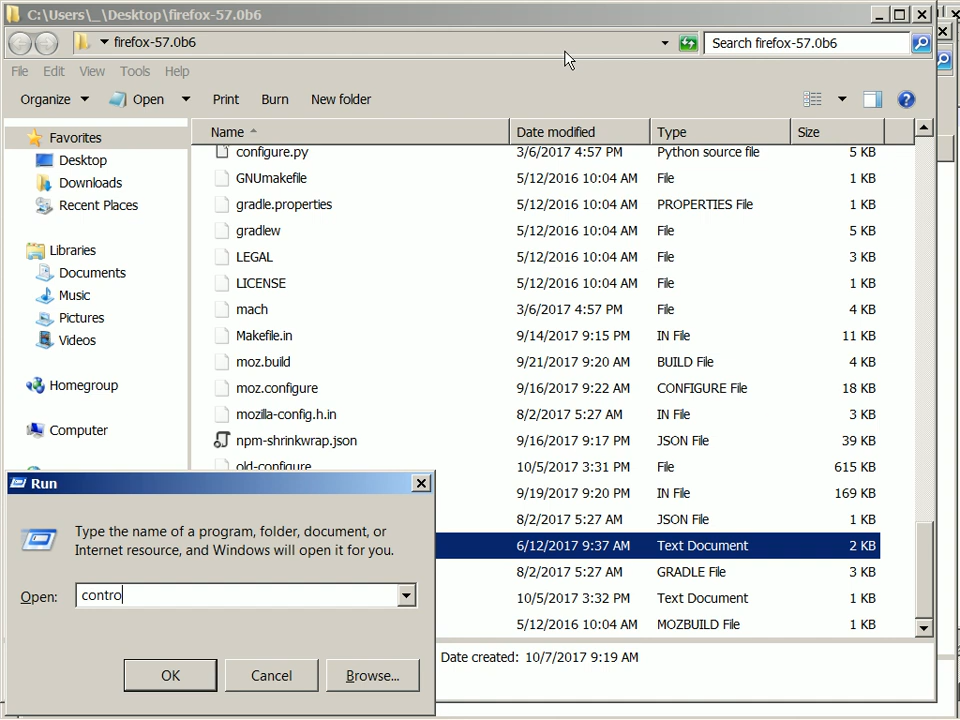 C:\Users\_\Desktop\firefox-57.0b6
firefox-57.0b6
Search firefox-57.0b6
File Edit View Tools Help
Organize Open Print Burn New folder
Name Date modified Type Size
Favorites
Desktop
Downloads
Recent Places
Libraries
Documents
Music
Pictures
Videos
Homegroup
Computer
configure.py 3/6/2017 4:57 PM Python source file 5 KB
GNUmakefile 5/12/2016 10:04 AM File 1 KB
gradle.properties 5/12/2016 10:04 AM PROPERTIES File 1 KB
gradlew 5/12/2016 10:04 AM File 5 KB
LEGAL 5/12/2016 10:04 AM File 3 KB
LICENSE 5/12/2016 10:04 AM File 3 KB
mach 3/6/2017 4:57 PM File 4 KB
Makefile.in 9/14/2017 9:15 PM IN File 11 KB
moz.build 9/21/2017 9:20 AM BUILD File 4 KB
moz.configure 9/16/2017 9:22 AM CONFIGURE File 18 KB
mozilla-config.h.in 8/2/2017 5:27 AM IN File 3 KB
npm-shrinkwrap.json 9/16/2017 9:17 PM JSON File 39 KB
old-configure 10/5/2017 3:31 PM File 615 KB
9/19/2017 9:20 PM IN File 169 KB
8/2/2017 5:27 AM JSON File 1 KB
6/12/2017 9:37 AM Text Document 2 KB
8/2/2017 5:27 AM GRADLE File 3 KB
10/5/2017 3:32 PM Text Document 1 KB
5/12/2016 10:04 AM MOZBUILD File 1 KB
Date created: 10/7/2017 9:19 AM
Run
Type the name of a program, folder, document, or
Internet resource, and Windows will open it for you.
Open: contro
OK Cancel Browse...